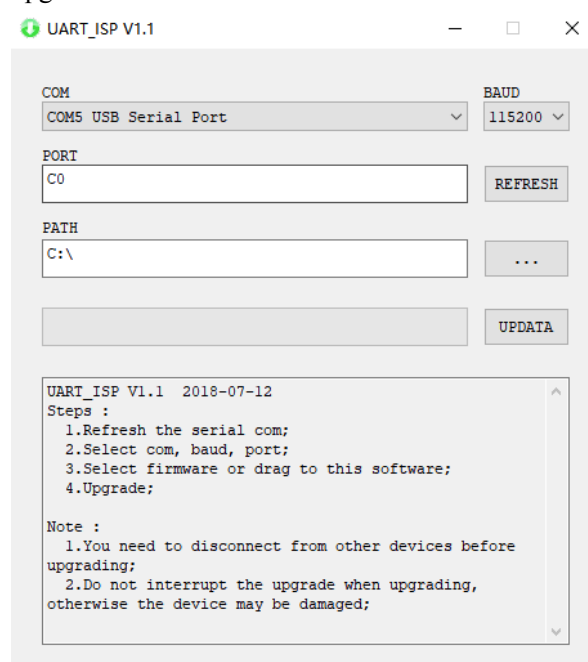 UART_ISP V1.1
COM
BAUD
COM5 USB Serial Port
115200
PORT
C0
REFRESH
PATH
C:\
...
UPDATA
UART_ISP V1.1  2018-07-12
Steps :
1.Refresh the serial com;
2.Select com, baud, port;
3.Select firmware or drag to this software;
4.Upgrade;
Note :
1.You need to disconnect from other devices before
upgrading;
2.Do not interrupt the upgrade when upgrading,
otherwise the device may be damaged;